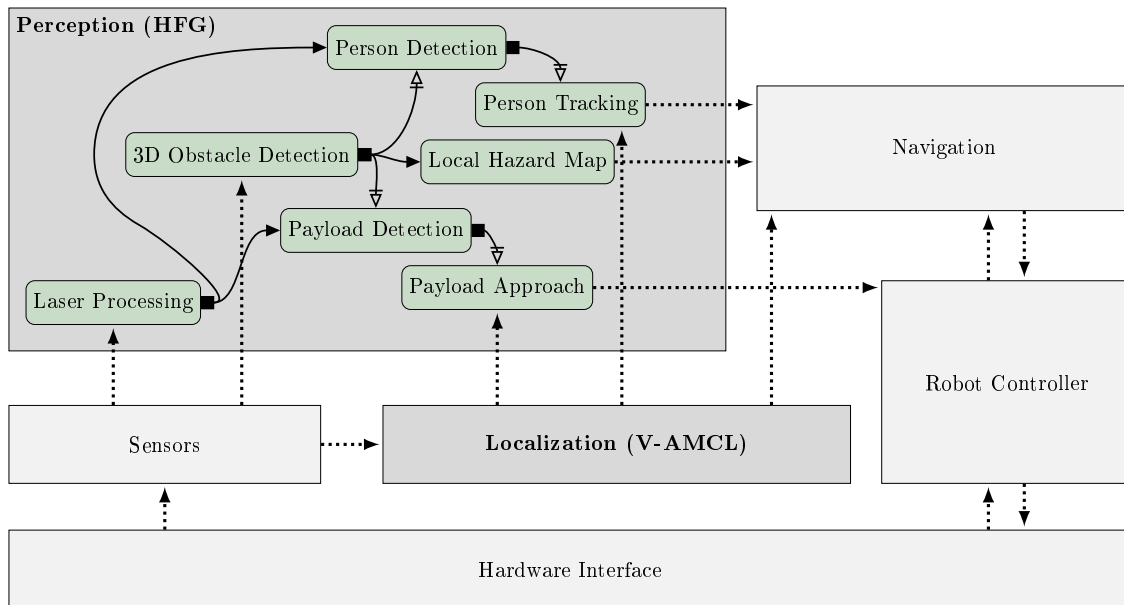 Perception (HFG)
Person Detection
Person Tracking
3D Obstacle Detection
Local Hazard Map
Navigation
Payload Detection
Payload Approach
Laser Processing
Robot Controller
Sensors
Localization (V-AMCL)
Hardware Interface